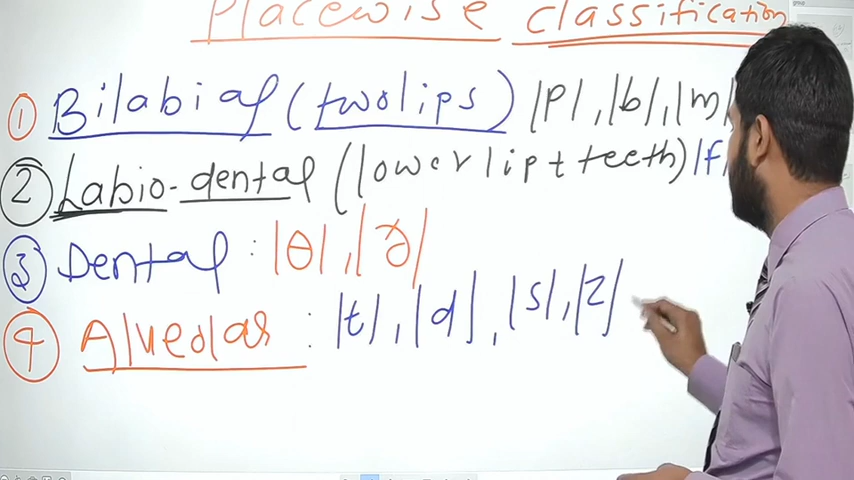 Placewise classification
① Bilabial (two lips) /p/, /b/, /m/
② Labio-dental (lower lip + teeth) /f/
③ Dental : /θ/, /ð/
④ Alveolar : /t/, /d/, /s/, /z/